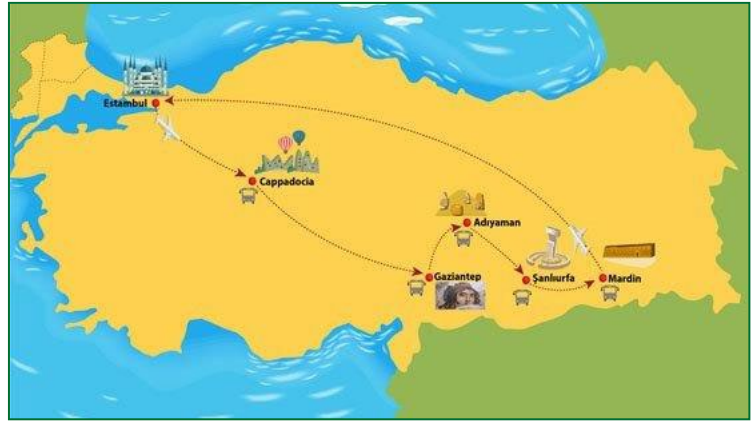 Estambul
Cappadocia
Adıyaman
Gaziantep
Şanlıurfa
Mardin